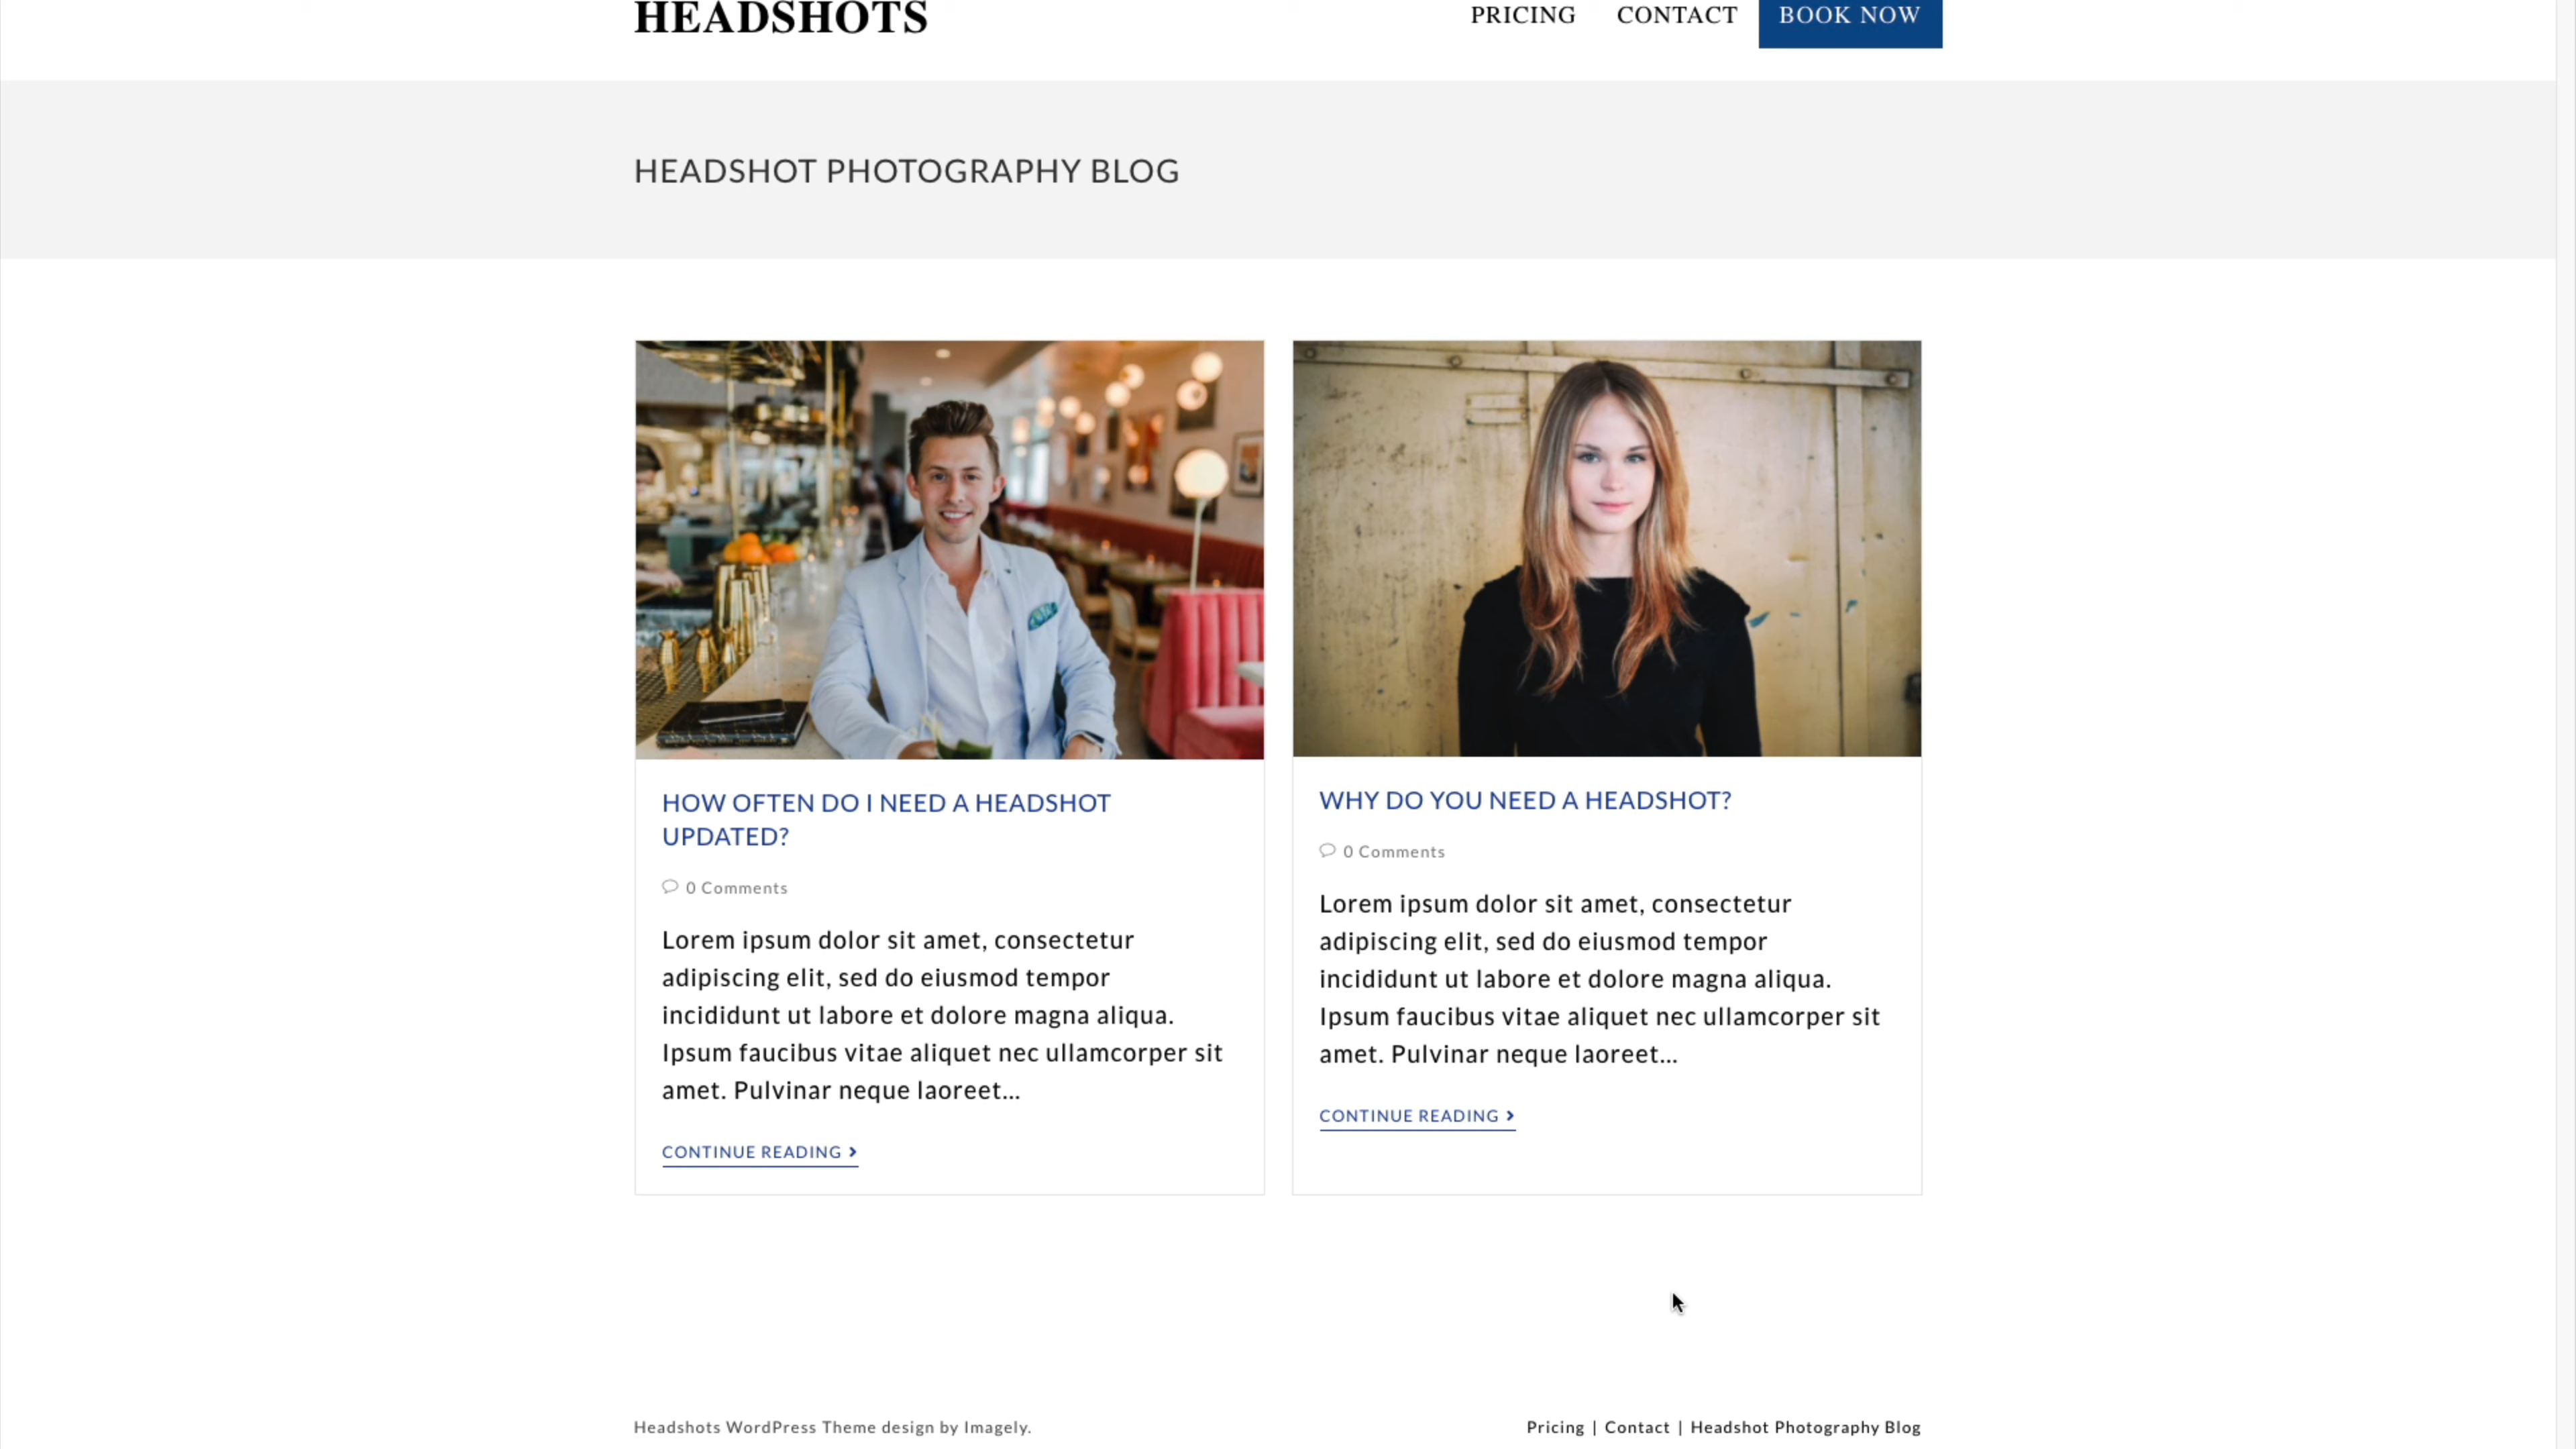 HEADSHOTS
PRICING CONTACT BOOK NOW
HEADSHOT PHOTOGRAPHY BLOG
HOW OFTEN DO I NEED A HEADSHOT
UPDATED?
0 Comments
Lorem ipsum dolor sit amet, consectetur
adipiscing elit, sed do eiusmod tempor
incididunt ut labore et dolore magna aliqua.
Ipsum faucibus vitae aliquet nec ullamcorper sit
amet. Pulvinar neque laoreet...
CONTINUE READING >
WHY DO YOU NEED A HEADSHOT?
0 Comments
Lorem ipsum dolor sit amet, consectetur
adipiscing elit, sed do eiusmod tempor
incididunt ut labore et dolore magna aliqua.
Ipsum faucibus vitae aliquet nec ullamcorper sit
amet. Pulvinar neque laoreet...
CONTINUE READING >
Headshots WordPress Theme design by Imagely.
Pricing | Contact | Headshot Photography Blog